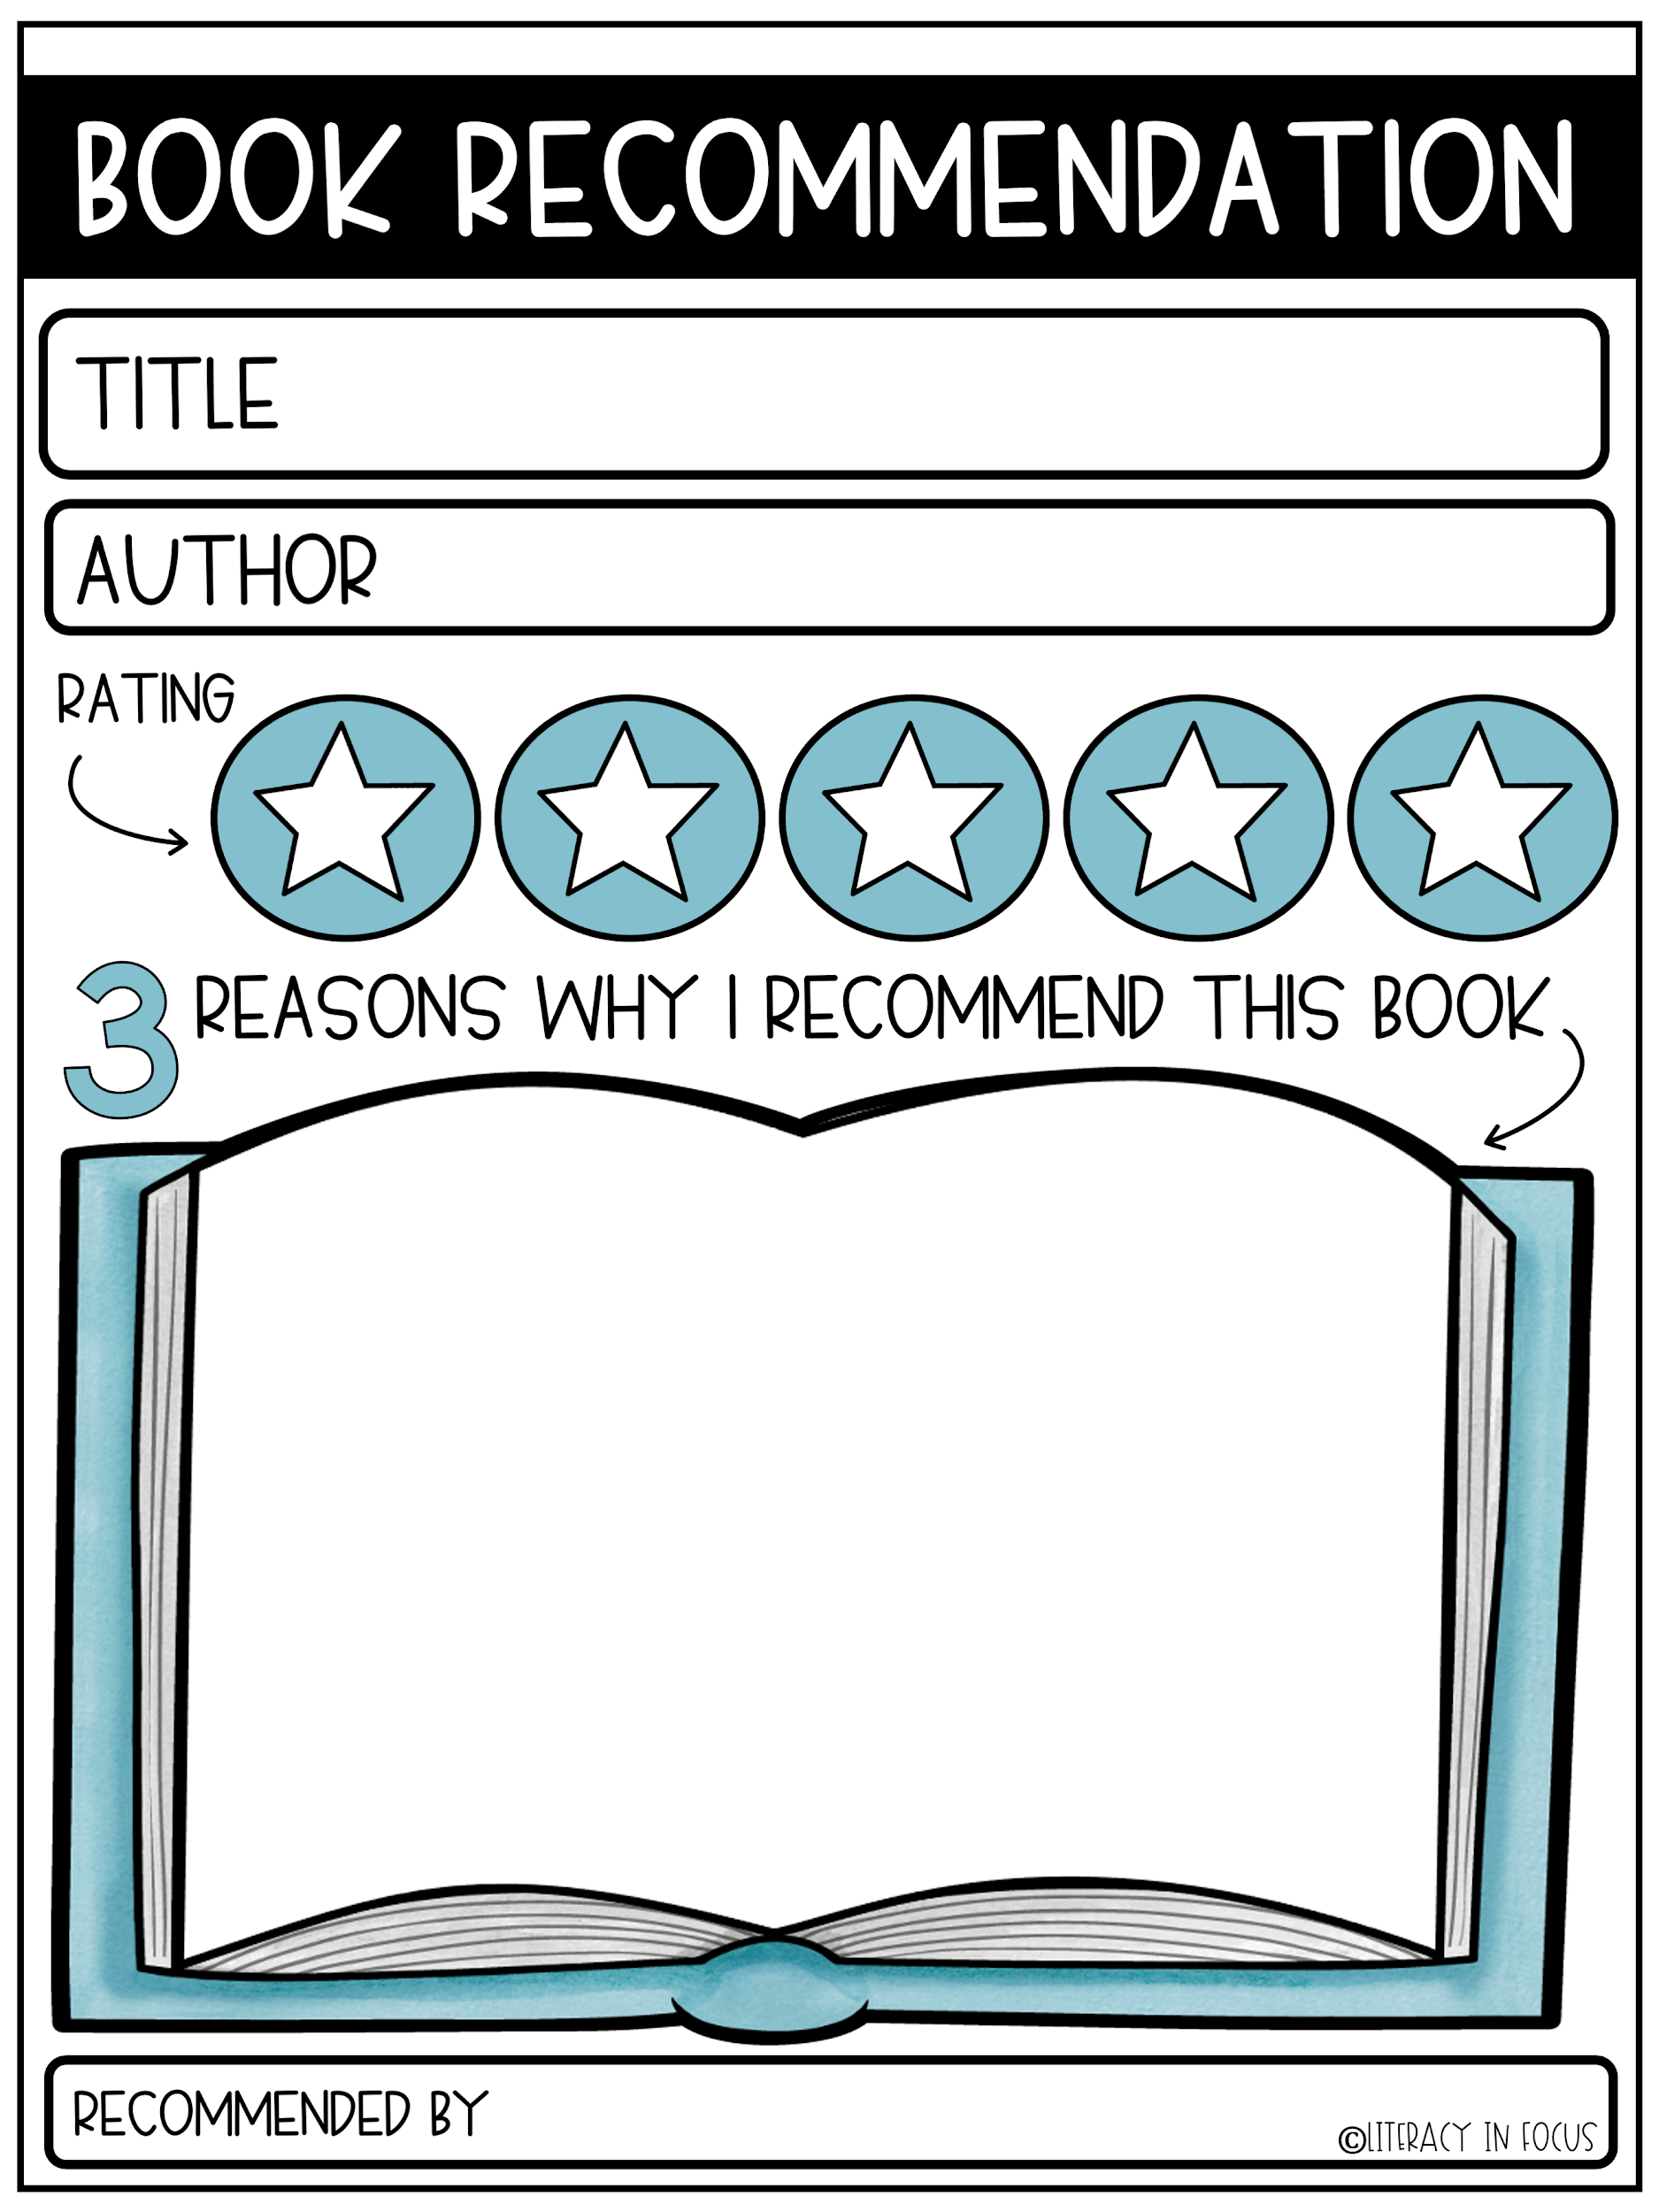 BOOK RECOMMENDATION
TITLE
AUTHOR
RATING
3 REASONS WHY I RECOMMEND THIS BOOK
RECOMMENDED BY
©LITERACY IN FOCUS